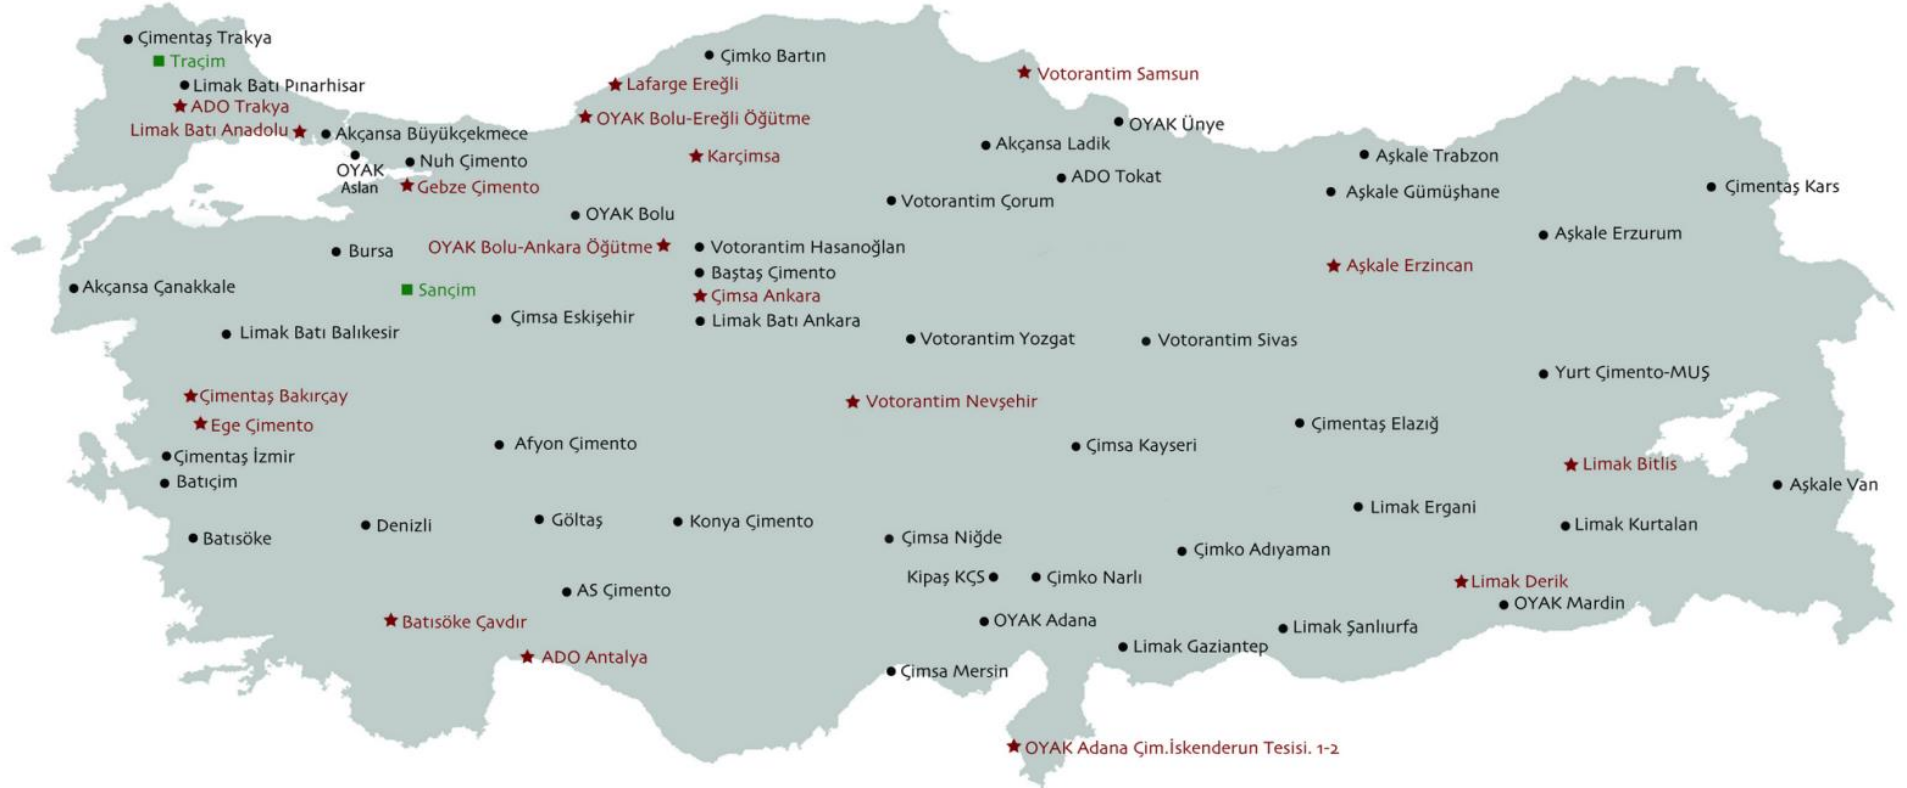 Çimentaş Trakya
Traçim
Limak Batı Pınarhisar
ADO Trakya
Limak Batı Anadolu
Akçansa Büyükçekmece
OYAK
Aslan
Nuh Çimento
Gebze Çimento
Çimko Bartın
Lafarge Ereğli
OYAK Bolu-Ereğli Öğütme
Karçimsa
Votorantim Samsun
OYAK Ünye
Akçansa Ladik
ADO Tokat
Votorantim Çorum
Aşkale Trabzon
Aşkale Gümüşhane
Çimentaş Kars
Aşkale Erzurum
Aşkale Erzincan
OYAK Bolu
OYAK Bolu-Ankara Öğütme
Votorantim Hasanoğlan
Baştaş Çimento
Çimsa Ankara
Limak Batı Ankara
Bursa
Akçansa Çanakkale
Sançim
Çimsa Eskişehir
Limak Batı Balıkesir
Votorantim Yozgat
Votorantim Sivas
Yurt Çimento-MUŞ
Çimentaş Bakırçay
Ege Çimento
Votorantim Nevşehir
Çimentaş Elazığ
Afyon Çimento
Çimsa Kayseri
Çimentaş İzmir
Batıçim
Limak Bitlis
Aşkale Van
Limak Ergani
Limak Kurtalan
Batısöke
Denizli
Göltaş
Konya Çimento
Çimsa Niğde
Çimko Adıyaman
Kipaş KÇS
Çimko Narlı
Limak Derik
OYAK Mardin
AS Çimento
Batısöke Çavdır
OYAK Adana
Limak Şanlıurfa
Limak Gaziantep
ADO Antalya
Çimsa Mersin
OYAK Adana Çim.İskenderun Tesisi. 1-2